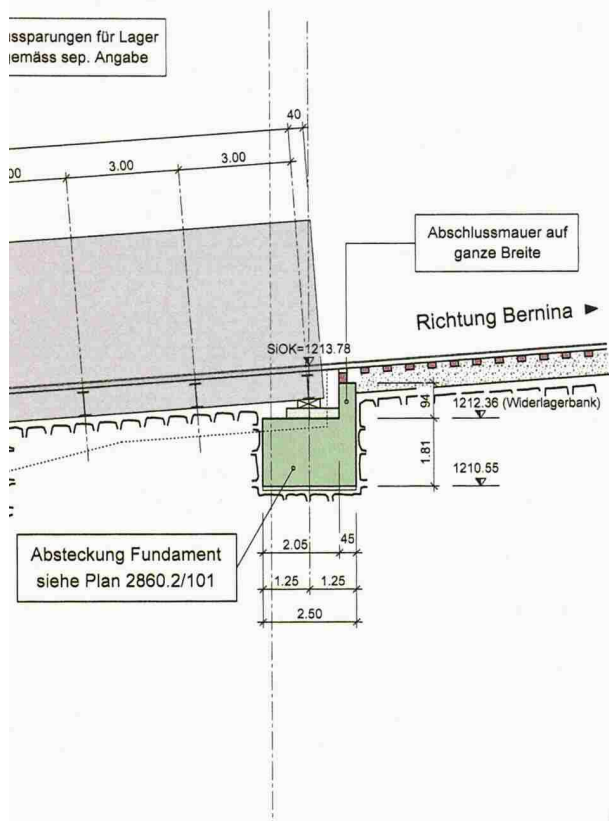 ussparungen für Lager
gemäss sep. Angabe
40
00
3.00
3.00
Abschlussmauer auf
ganze Breite
Richtung Bernina
SiOK=1213.78
94
1212.36 (Widerlagerbank)
1.81
1210.55
Absteckung Fundament
siehe Plan 2860.2/101
2.05
45
1.25
1.25
2.50